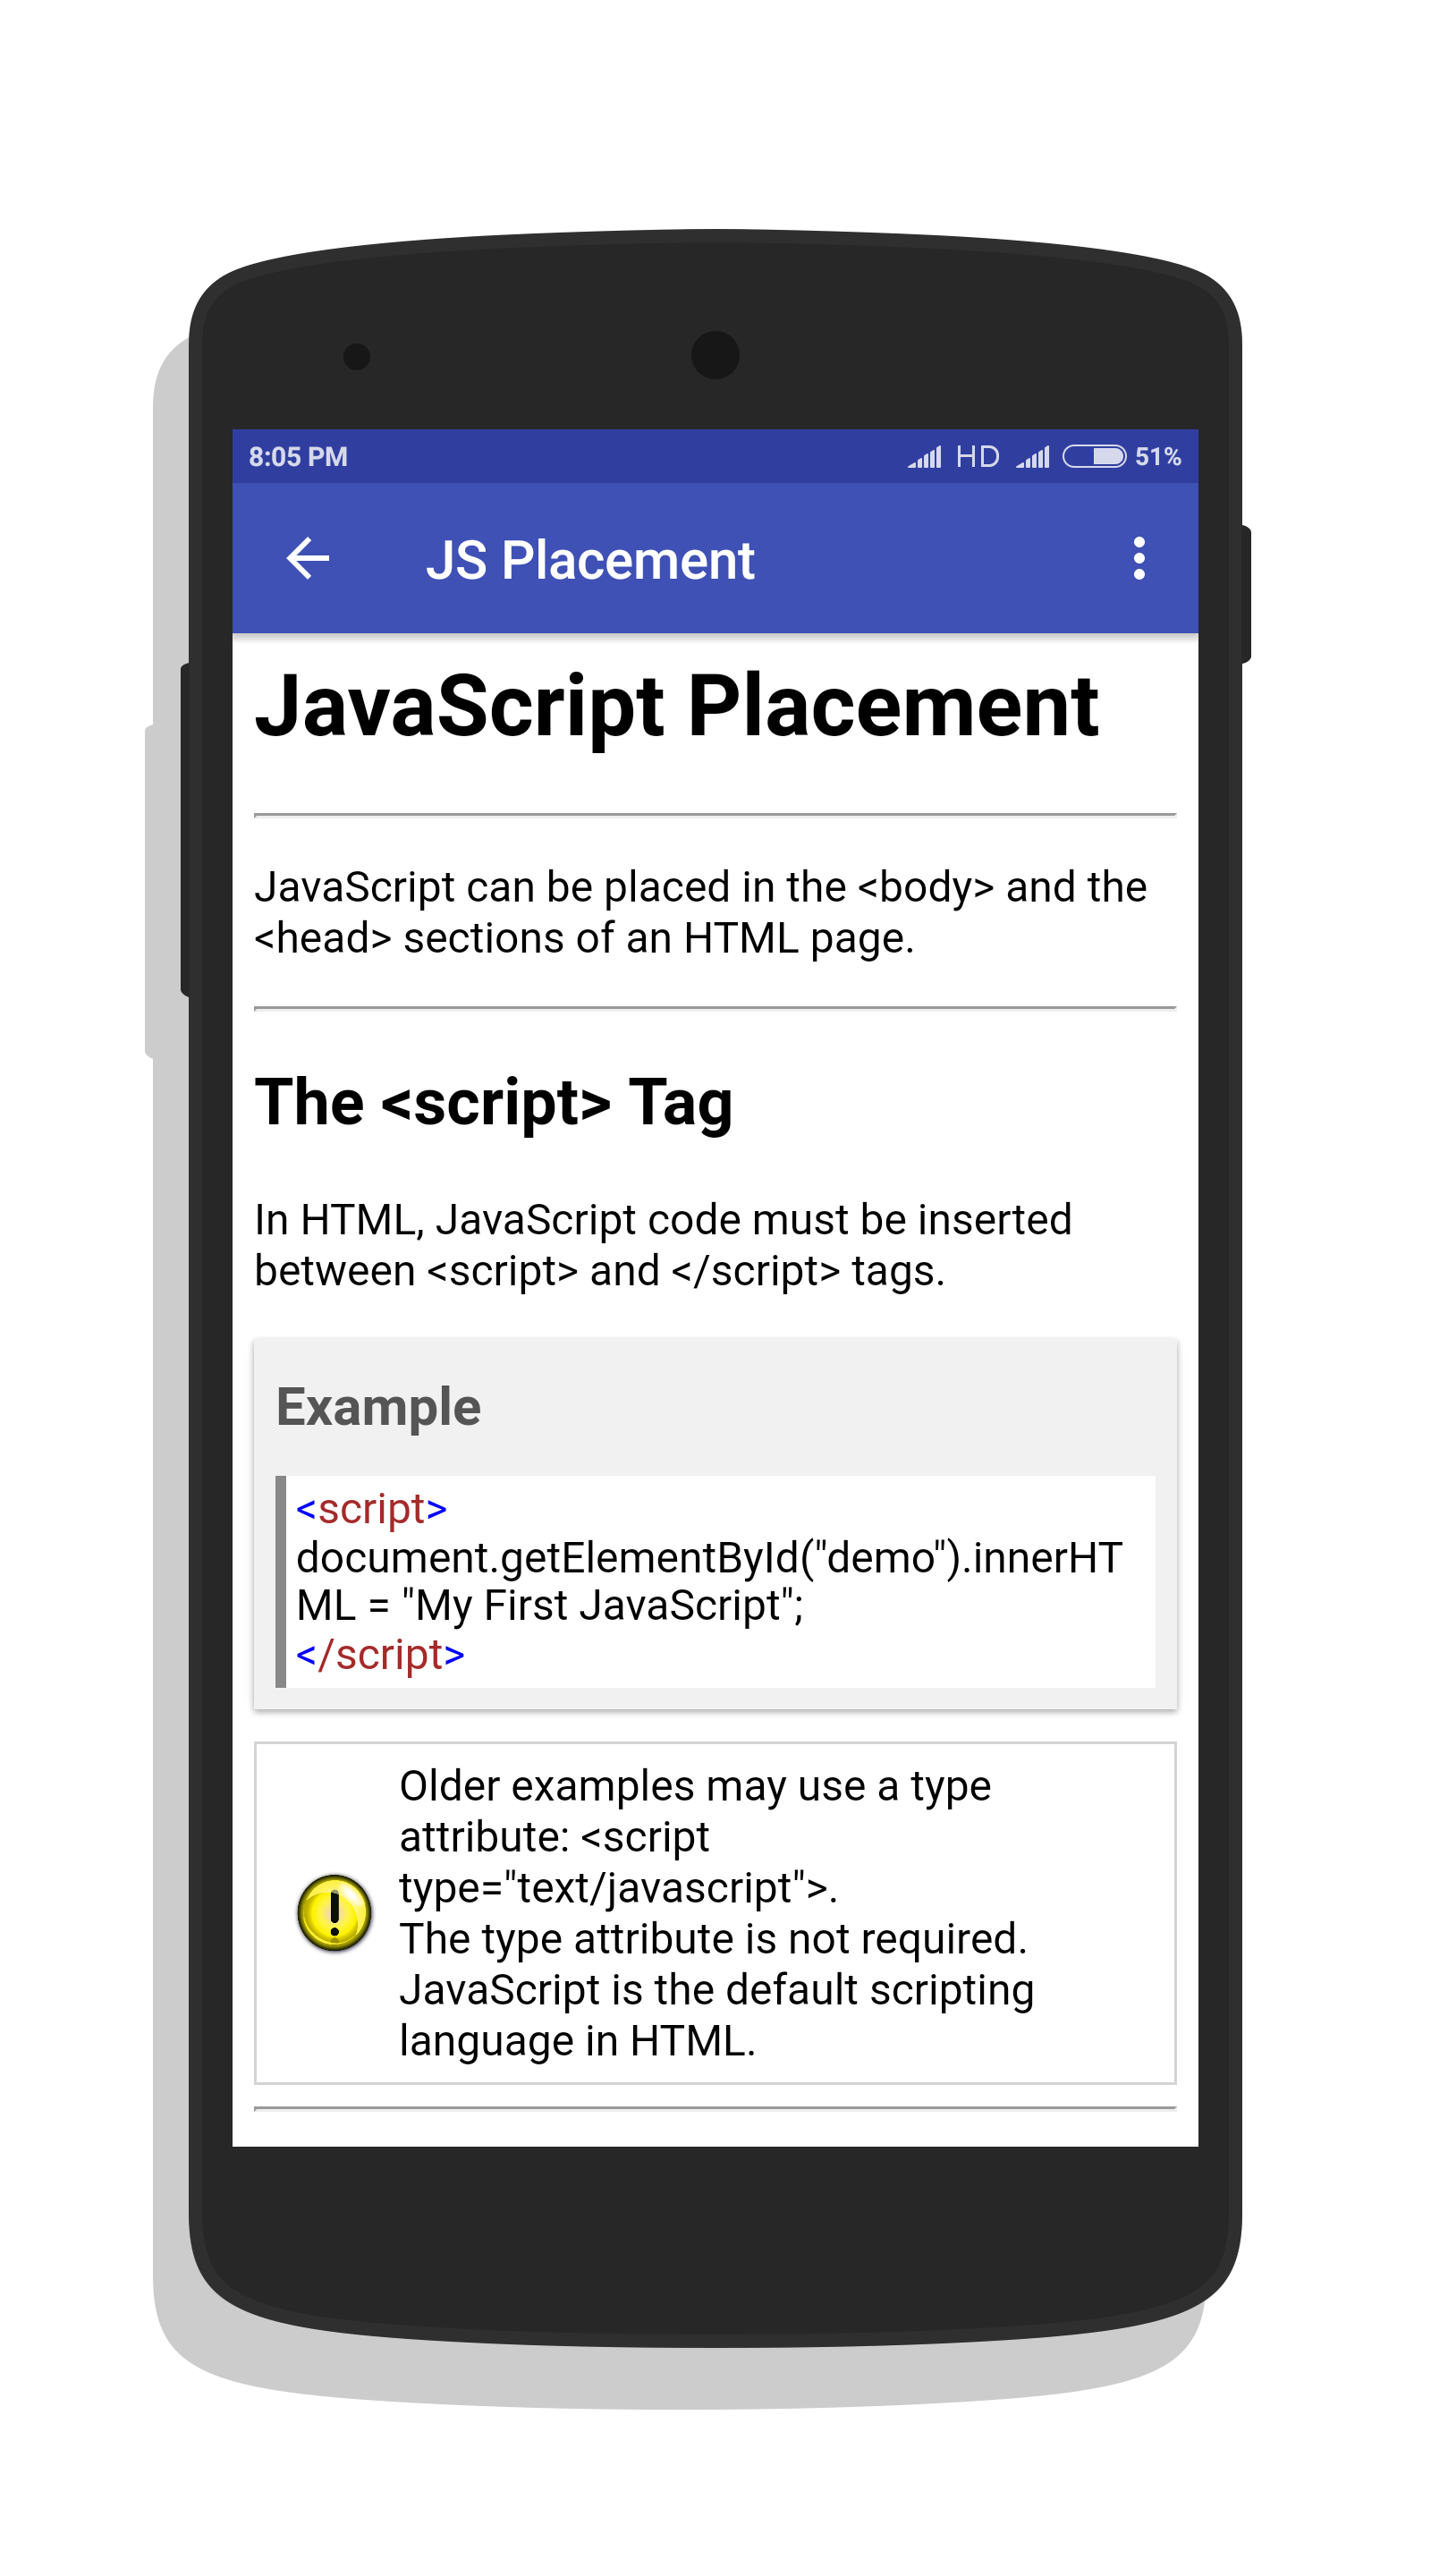 8:05 PM HD 51%
JS Placement
JavaScript Placement
JavaScript can be placed in the <body> and the
<head> sections of an HTML page.
The <script> Tag
In HTML, JavaScript code must be inserted
between <script> and </script> tags.
Example
<script>
document.getElementById("demo").innerHT
ML = "My First JavaScript";
</script>
Older examples may use a type
attribute: <script
type="text/javascript">.
The type attribute is not required.
JavaScript is the default scripting
language in HTML.